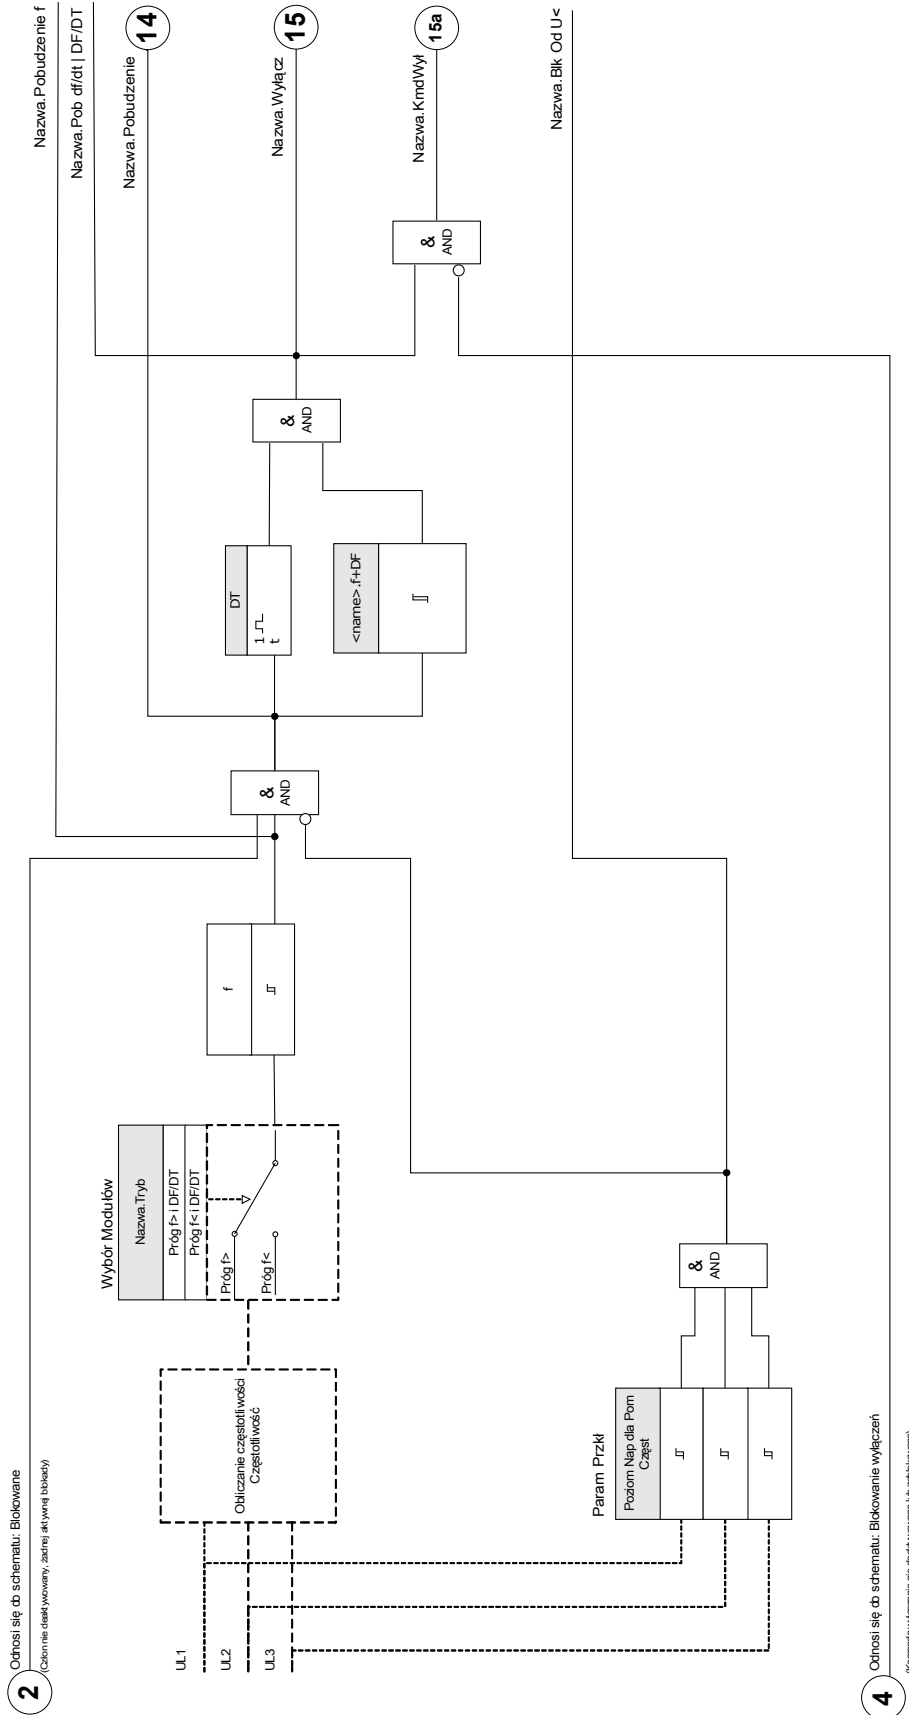 2
Odnosi się do schematu: Blokowane
(Człon nie deaktywowany, żadnej aktywnej blokady)
UL1
UL2
UL3
Obliczanie częstotliwości
Częstotliwość
Wybór Modułów
Nazwa.Tryb
Próg f> i DF/DT
Próg f< i DF/DT
Próg f>
Próg f<
f
&
AND
DT
1
t
<name>.f+DF
&
AND
&
AND
Nazwa.Pobudzenie f
Nazwa.Pob df/dt | DF/DT
Nazwa.Pobudzenie
14
Nazwa.Wyłącz
15
Nazwa.KmdWył
15a
Nazwa.Blk Od U<
Param Przkł
Poziom Nap dla Pom
Częst
&
AND
4
Odnosi się do schematu: Blokowanie wyłączeń